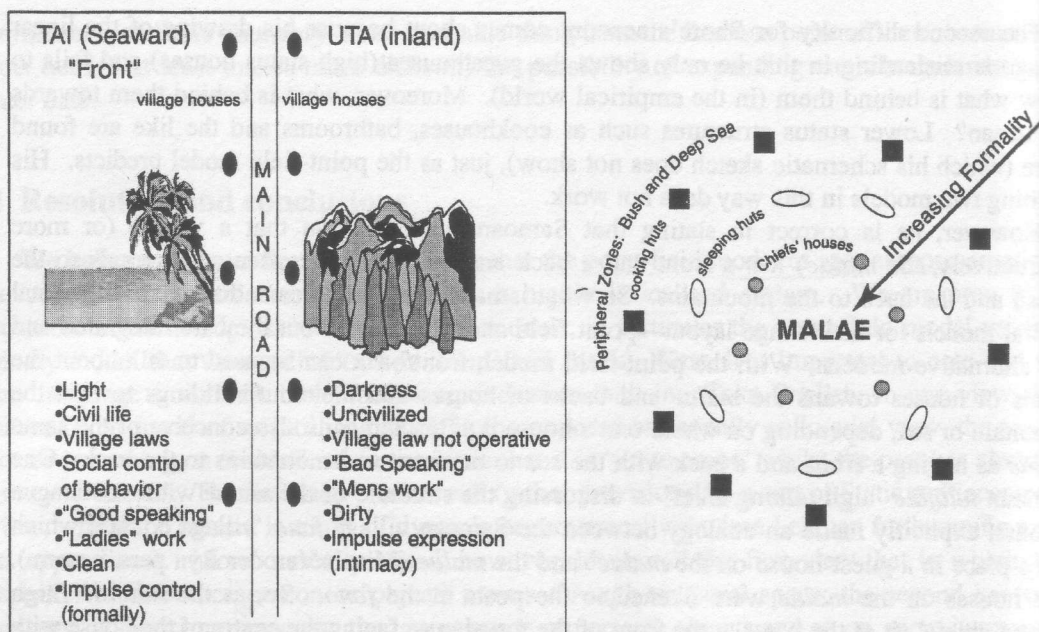 TAI (Seaward)
"Front"
village houses
UTA (inland)
village houses
MAIN ROAD
•Light
•Civil life
•Village laws
•Social control
of behavior
•"Good speaking"
•"Ladies" work
•Clean
•Impulse control
(formally)
•Darkness
•Uncivilized
•Village law not operative
•"Bad Speaking"
•"Mens work"
•Dirty
•Impulse expression
(intimacy)
Peripheral Zones: Bush and Deep Sea
cooking huts
sleeping huts
Chiefs' houses
Increasing Formality
MALAE